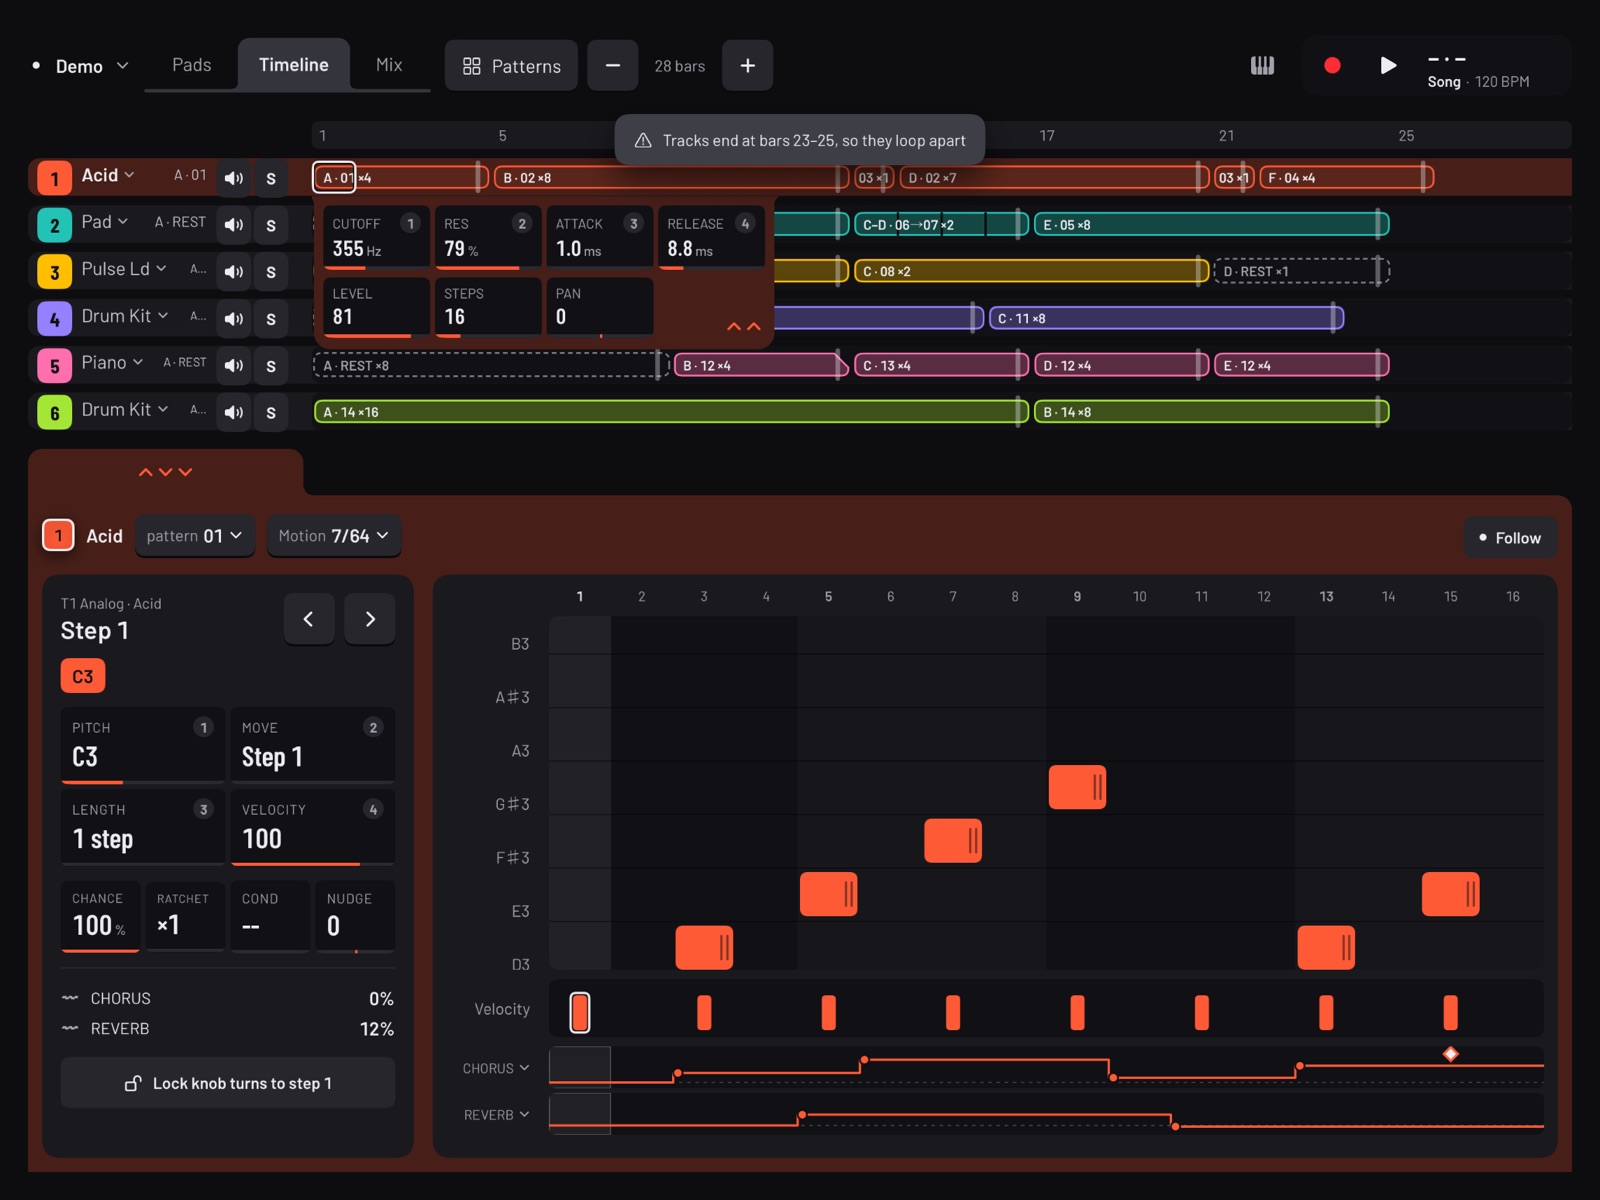 Demo Pads Timeline Mix Patterns − 28 bars +
Song · 120 BPM
1 5 17 21 25
Tracks end at bars 23–25, so they loop apart
1 Acid A · 01 S A · 01 ×4 B · 02 ×8 03 ×1 D · 02 ×7 03 ×1 F · 04 ×4
2 Pad A · REST S C–D · 06→07 ×2 E · 05 ×8
3 Pulse Ld A... S C · 08 ×2 D · REST ×1
4 Drum Kit A... S C · 11 ×8
5 Piano A · REST S A · REST ×8 B · 12 ×4 C · 13 ×4 D · 12 ×4 E · 12 ×4
6 Drum Kit A... S A · 14 ×16 B · 14 ×8
CUTOFF 1 RES 2 ATTACK 3 RELEASE 4
355 Hz 79 % 1.0 ms 8.8 ms
LEVEL STEPS PAN
81 16 0
1 Acid pattern 01 Motion 7/64 Follow
T1 Analog · Acid
Step 1
C3
PITCH 1 MOVE 2
C3 Step 1
LENGTH 3 VELOCITY 4
1 step 100
CHANCE RATCHET COND NUDGE
100 % ×1 -- 0
CHORUS 0%
REVERB 12%
Lock knob turns to step 1
1 2 3 4 5 6 7 8 9 10 11 12 13 14 15 16
B3
A♯3
A3
G♯3
F♯3
E3
D3
Velocity
CHORUS
REVERB